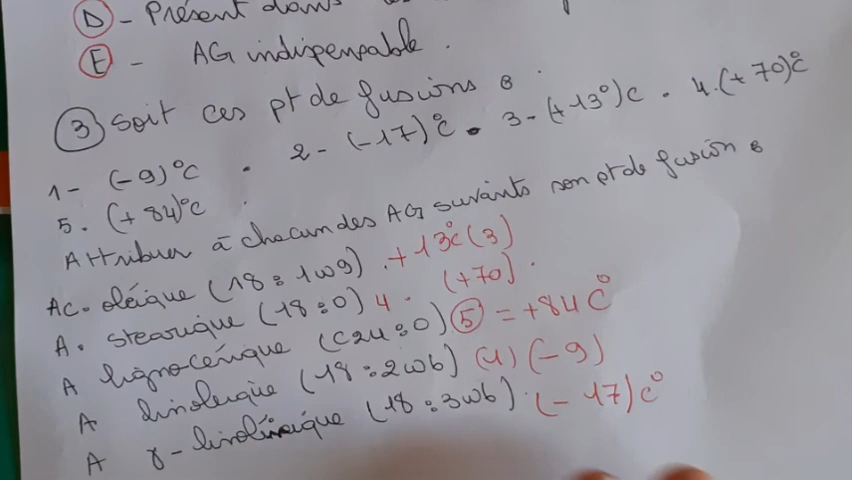 D - Présent dans
E - AG indispensable.
③ Soit ces pt de fusions :
1- (-9)°C . 2- (-17)°C . 3- (+13°)C . 4. (+70)°C
5. (+84)°C .
Attribuer à chacun des AG suivants son pt de fusion :
Ac. oléique (18:1ω9) . +13°C (3)
A. stearique (18:0) 4. (+70) .
A lignocérique (C24:0) ⑤ = +84C°
A linoleique (18:2ω6) (1) (-9)
A γ-linoléique (18:3ω6) . (-17)C°